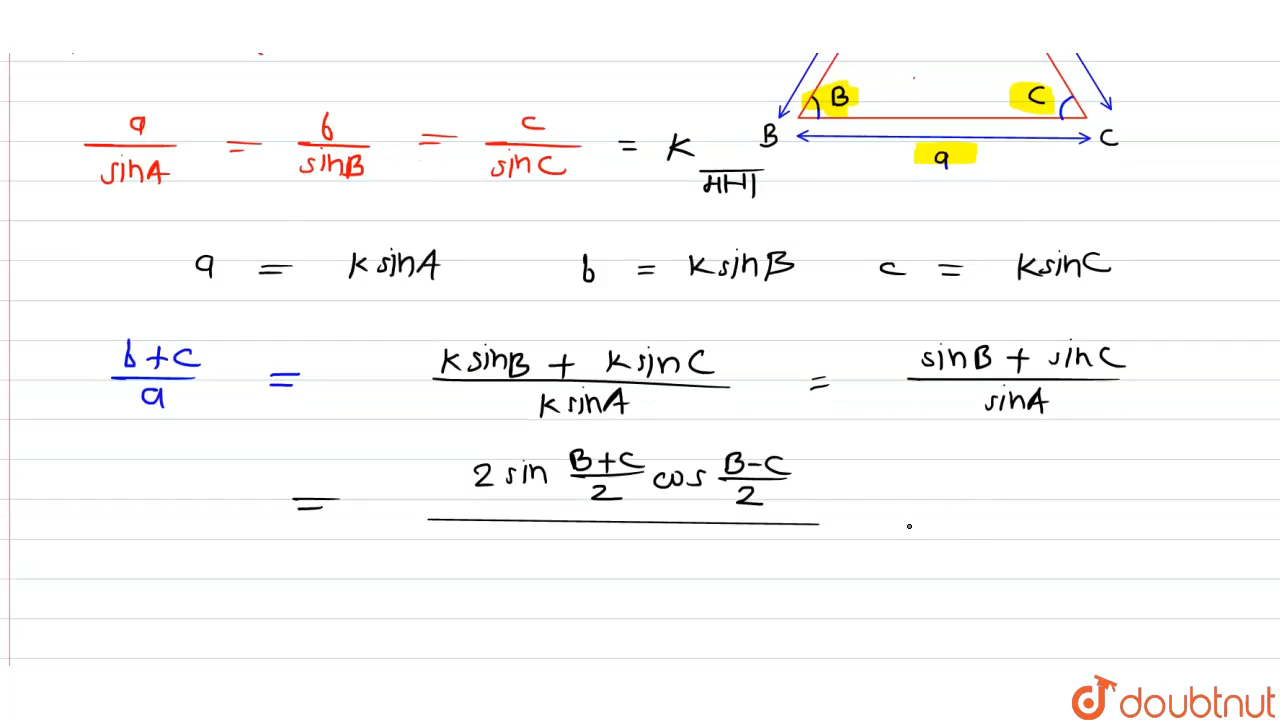 B C
a/sinA = b/sinB = c/sinC = K माना
B C
a
a = KsinA b = KsinB c = KsinC
b+c/a = KsinB + KsinC/KsinA = sinB + sinC/sinA
= 2 sin B+C/2 cos B-C/2
doubtnut